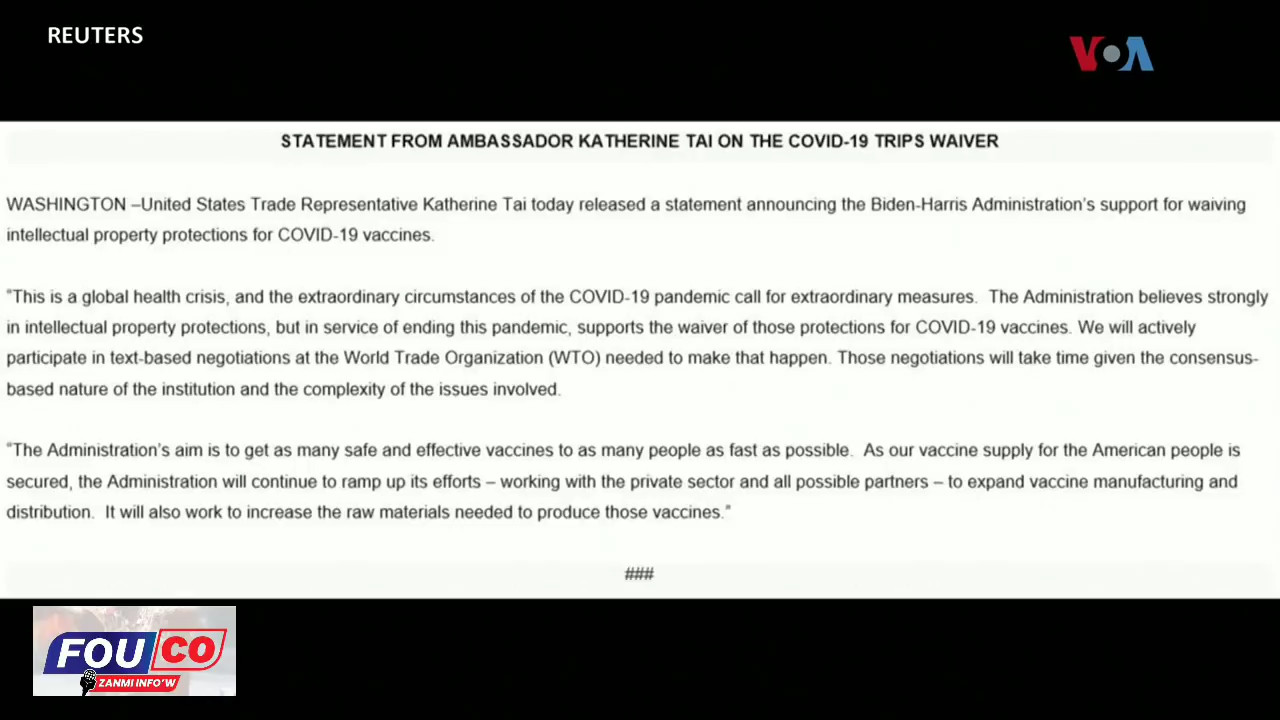 REUTERS
VOA
STATEMENT FROM AMBASSADOR KATHERINE TAI ON THE COVID-19 TRIPS WAIVER
WASHINGTON –United States Trade Representative Katherine Tai today released a statement announcing the Biden-Harris Administration's support for waiving
intellectual property protections for COVID-19 vaccines.
“This is a global health crisis, and the extraordinary circumstances of the COVID-19 pandemic call for extraordinary measures.  The Administration believes strongly
in intellectual property protections, but in service of ending this pandemic, supports the waiver of those protections for COVID-19 vaccines. We will actively
participate in text-based negotiations at the World Trade Organization (WTO) needed to make that happen. Those negotiations will take time given the consensus-
based nature of the institution and the complexity of the issues involved.
“The Administration's aim is to get as many safe and effective vaccines to as many people as fast as possible.  As our vaccine supply for the American people is
secured, the Administration will continue to ramp up its efforts – working with the private sector and all possible partners – to expand vaccine manufacturing and
distribution.  It will also work to increase the raw materials needed to produce those vaccines.”
###
FOU CO
ZANMI INFO'W